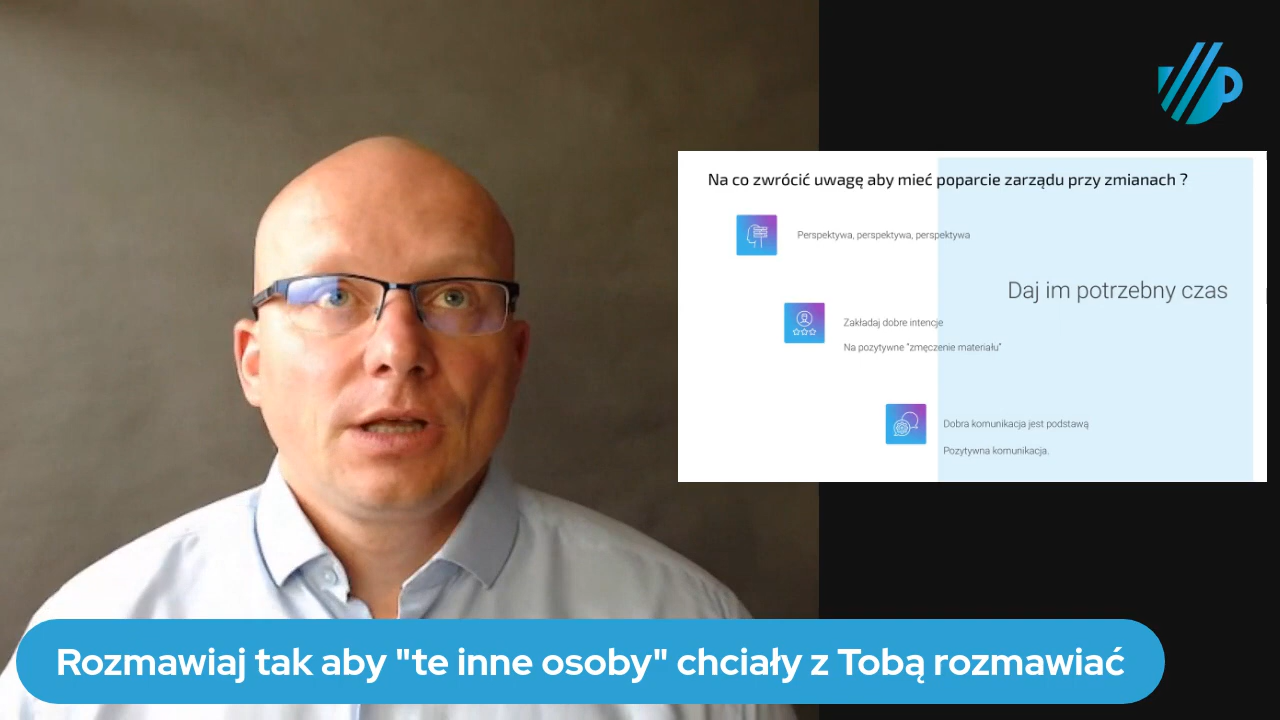 Na co zwrócić uwagę aby mieć poparcie zarządu przy zmianach ?
Perspektywa, perspektywa, perspektywa
Daj im potrzebny czas
Zakładaj dobre intencje
Na pozytywne "zmęczenie materiału"
Dobra komunikacja jest podstawą
Pozytywna komunikacja.
Rozmawiaj tak aby "te inne osoby" chciały z Tobą rozmawiać